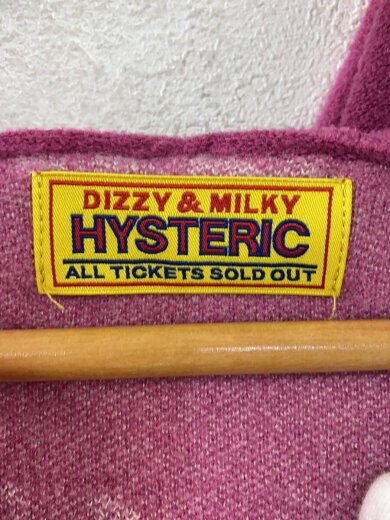 DIZZY & MILKY
HYSTERIC
ALL TICKETS SOLD OUT